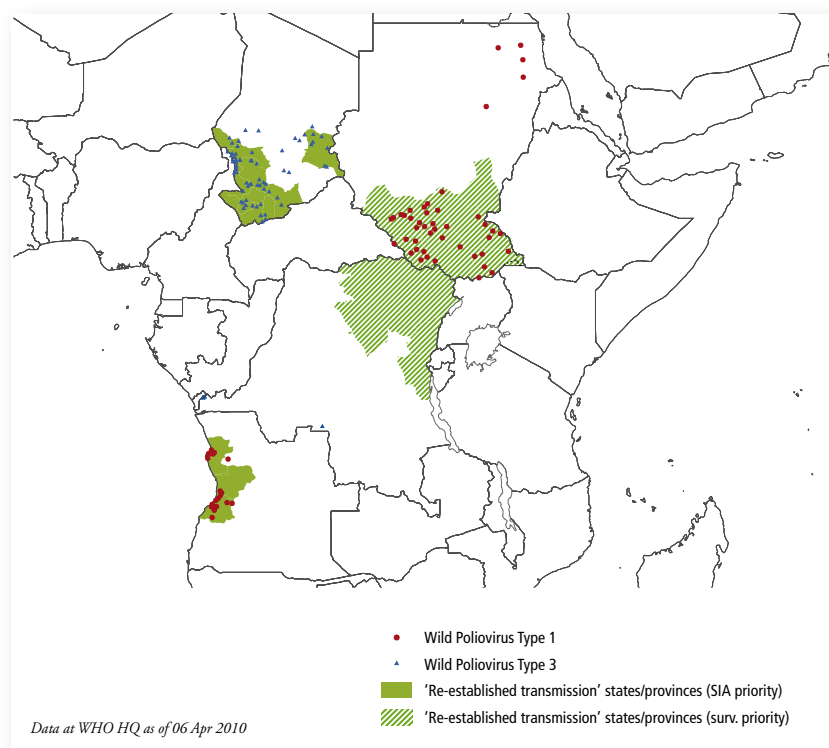 Wild Poliovirus Type 1
Wild Poliovirus Type 3
'Re-established transmission' states/provinces (SIA priority)
'Re-established transmission' states/provinces (surv. priority)
Data at WHO HQ as of 06 Apr 2010